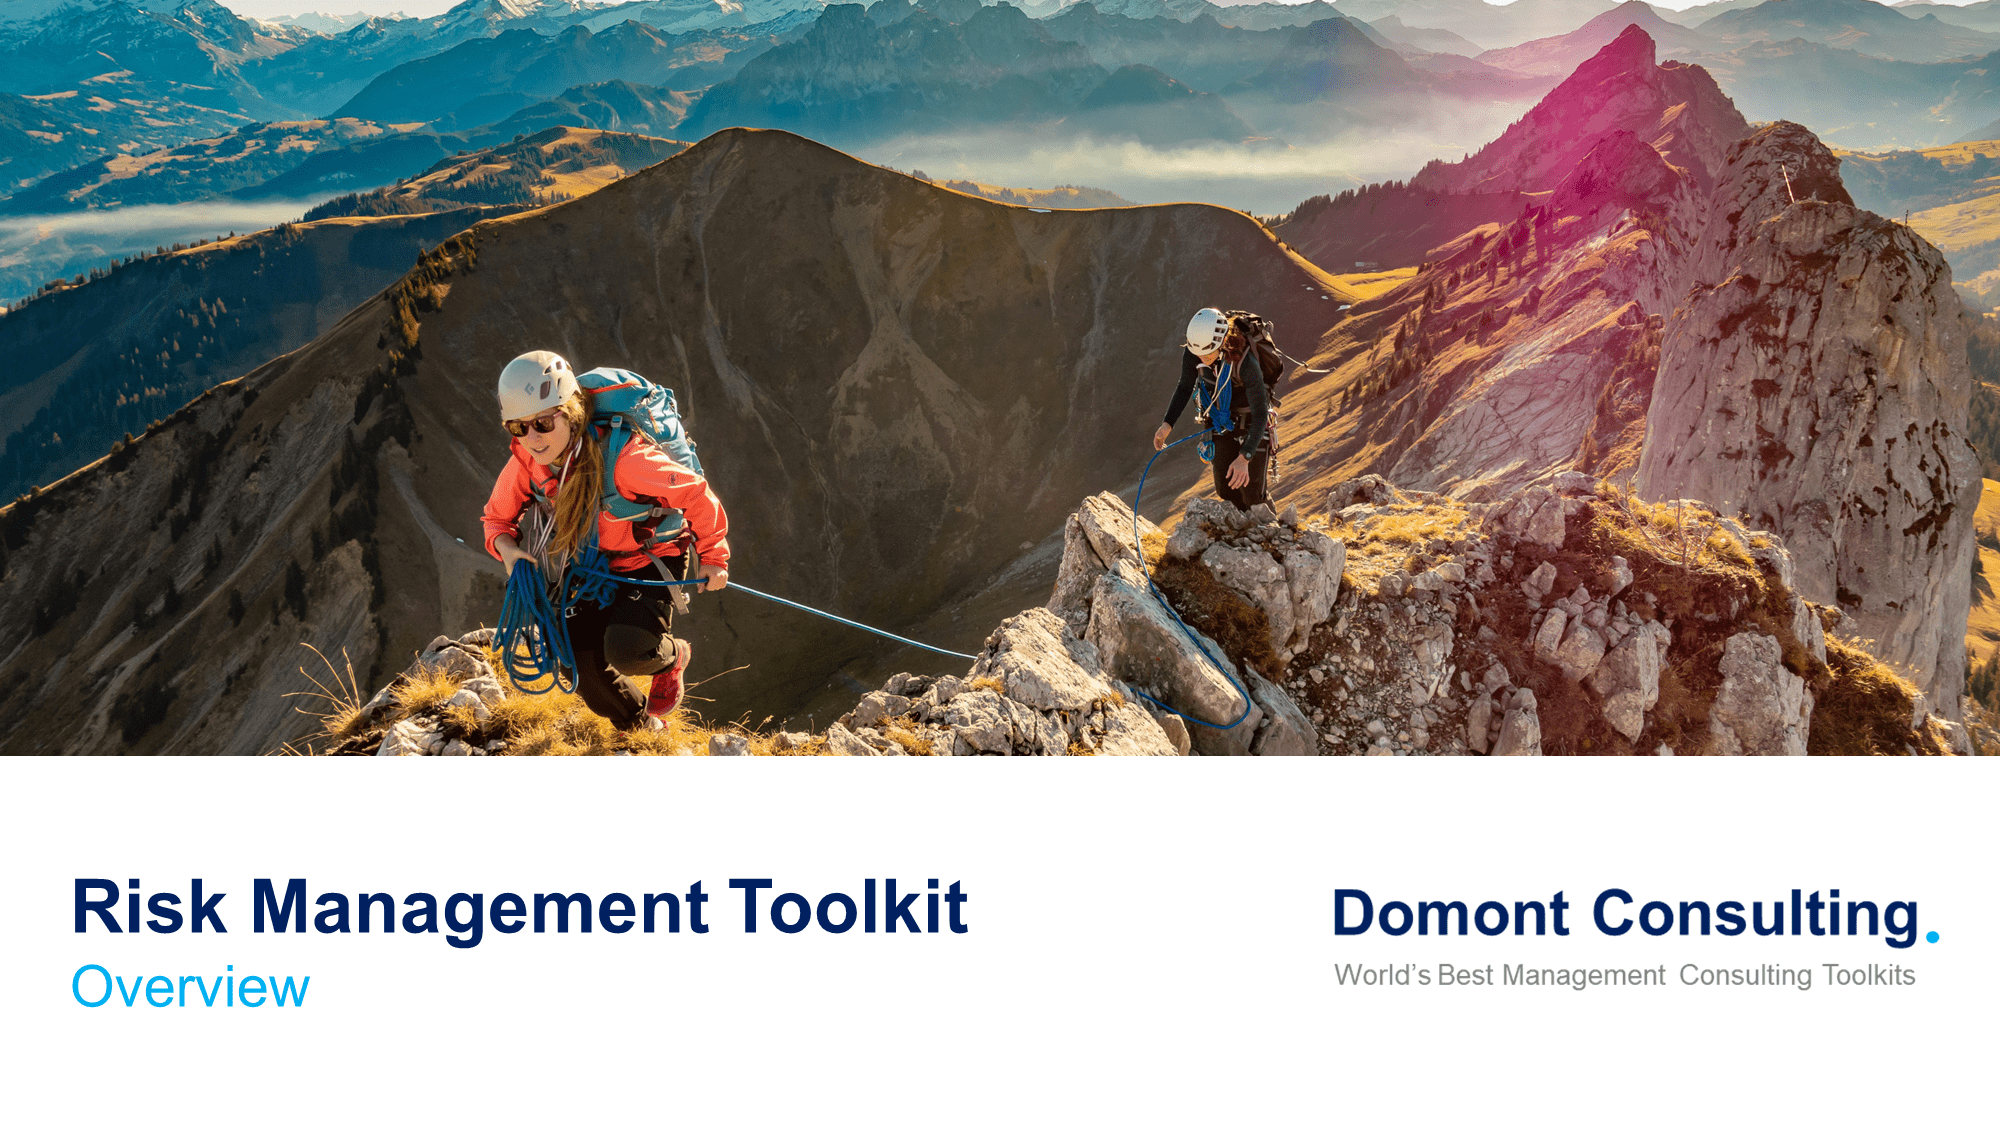 Risk Management Toolkit
Overview
Domont Consulting.
World's Best Management Consulting Toolkits